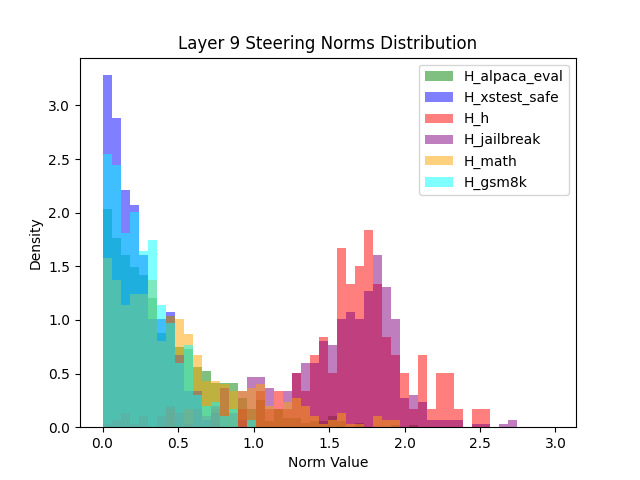 Layer 9 Steering Norms Distribution
H_alpaca_eval
H_xstest_safe
H_h
H_jailbreak
H_math
H_gsm8k
Density
3.0
2.5
2.0
1.5
1.0
0.5
0.0
0.0 0.5 1.0 1.5 2.0 2.5 3.0
Norm Value